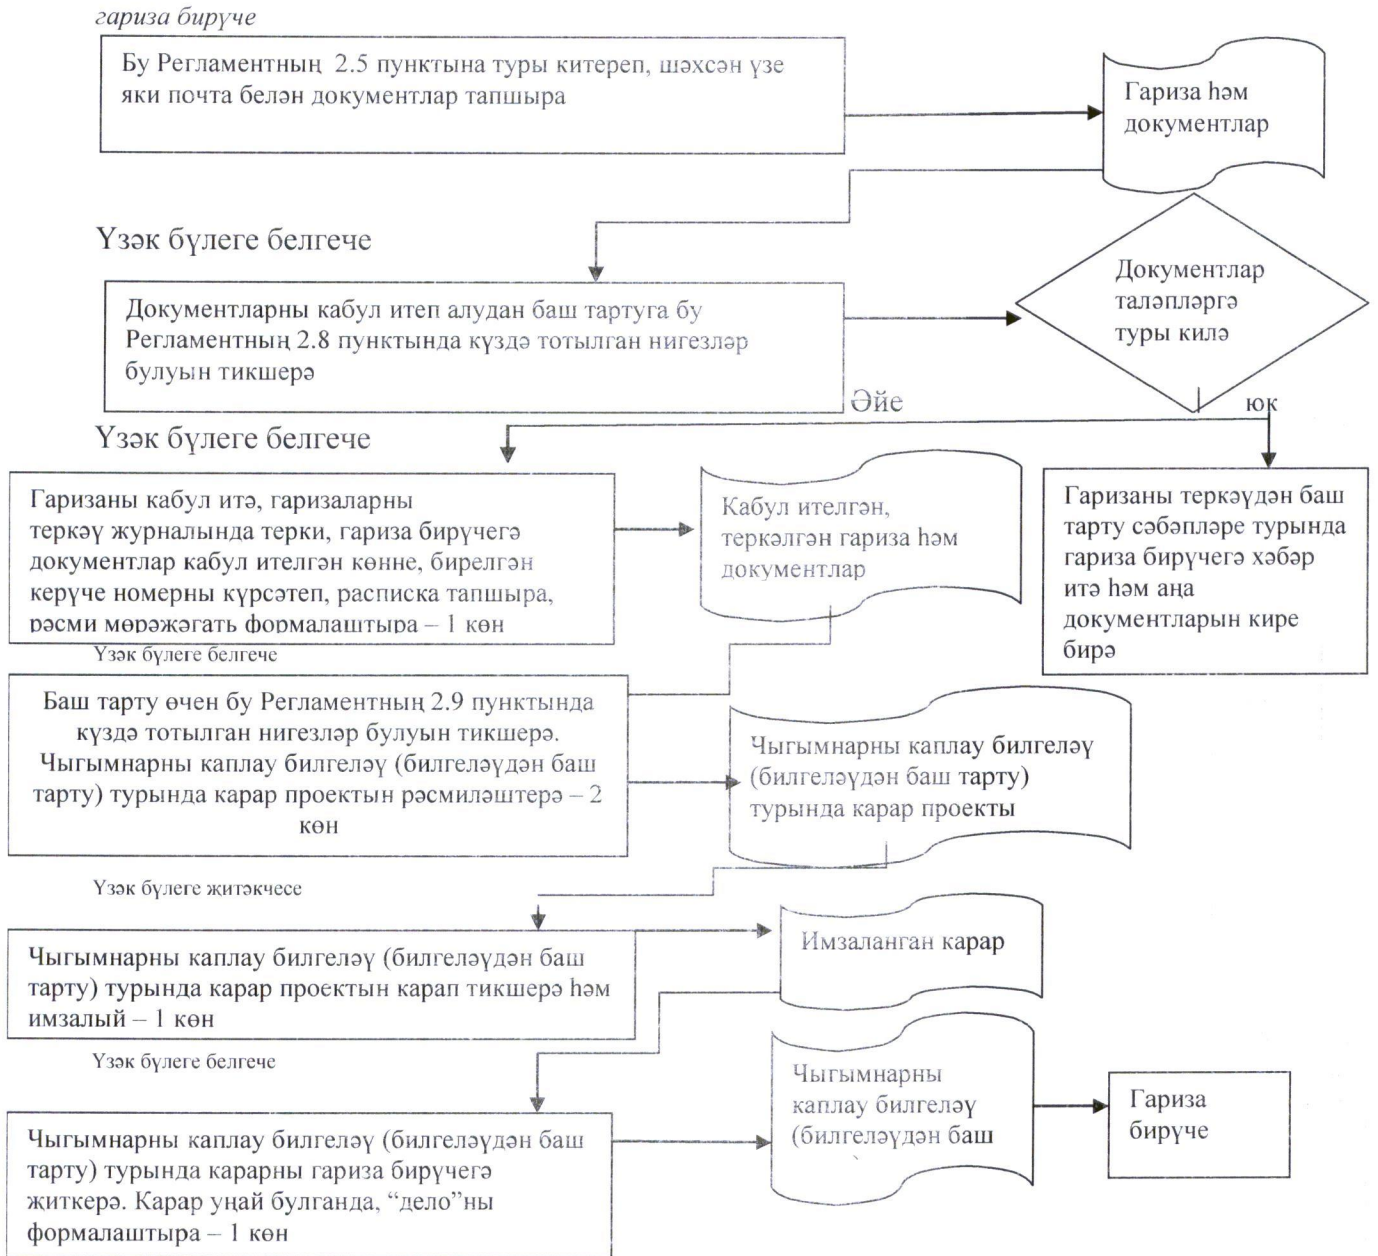 гариза бирүче
Бу Регламентның 2.5 пунктына туры китереп, шәхсән үзе
яки почта белән документлар тапшыра
Гариза һәм
документлар
Үзәк бүлеге белгече
Документларны кабул итеп алудан баш тартуга бу
Регламентның 2.8 пунктында күздә тотылган нигезләр
булуын тикшерә
Документлар
таләпләргә
туры килә
Әйе
юк
Үзәк бүлеге белгече
Гаризаны кабул итә, гаризаларны
теркәү журналында терки, гариза бирүчегә
документлар кабул ителгән көнне, бирелгән
керүче номерны күрсәтеп, расписка тапшыра,
рәсми мөрәҗәгать формалаштыра – 1 көн
Кабул ителгән,
теркәлгән гариза һәм
документлар
Гаризаны теркәүдән баш
тарту сәбәпләре турында
гариза бирүчегә хәбәр
итә һәм аңа
документларын кире
бирә
Үзәк бүлеге белгече
Баш тарту өчен бу Регламентның 2.9 пунктында
күздә тотылган нигезләр булуын тикшерә.
Чыгымнарны каплау билгеләү (билгеләүдән баш
тарту) турында карар проектын рәсмиләштерә – 2
көн
Чыгымнарны каплау билгеләү
(билгеләүдән баш тарту)
турында карар проекты
Үзәк бүлеге җитәкчесе
Чыгымнарны каплау билгеләү (билгеләүдән баш
тарту) турында карар проектын карап тикшерә һәм
имзалый – 1 көн
Имзаланган карар
Үзәк бүлеге белгече
Чыгымнарны каплау билгеләү (билгеләүдән баш
тарту) турында карарны гариза бирүчегә
җиткерә. Карар уңай булганда, “дело”ны
формалаштыра – 1 көн
Чыгымнарны
каплау билгеләү
(билгеләүдән баш
Гариза
бирүче